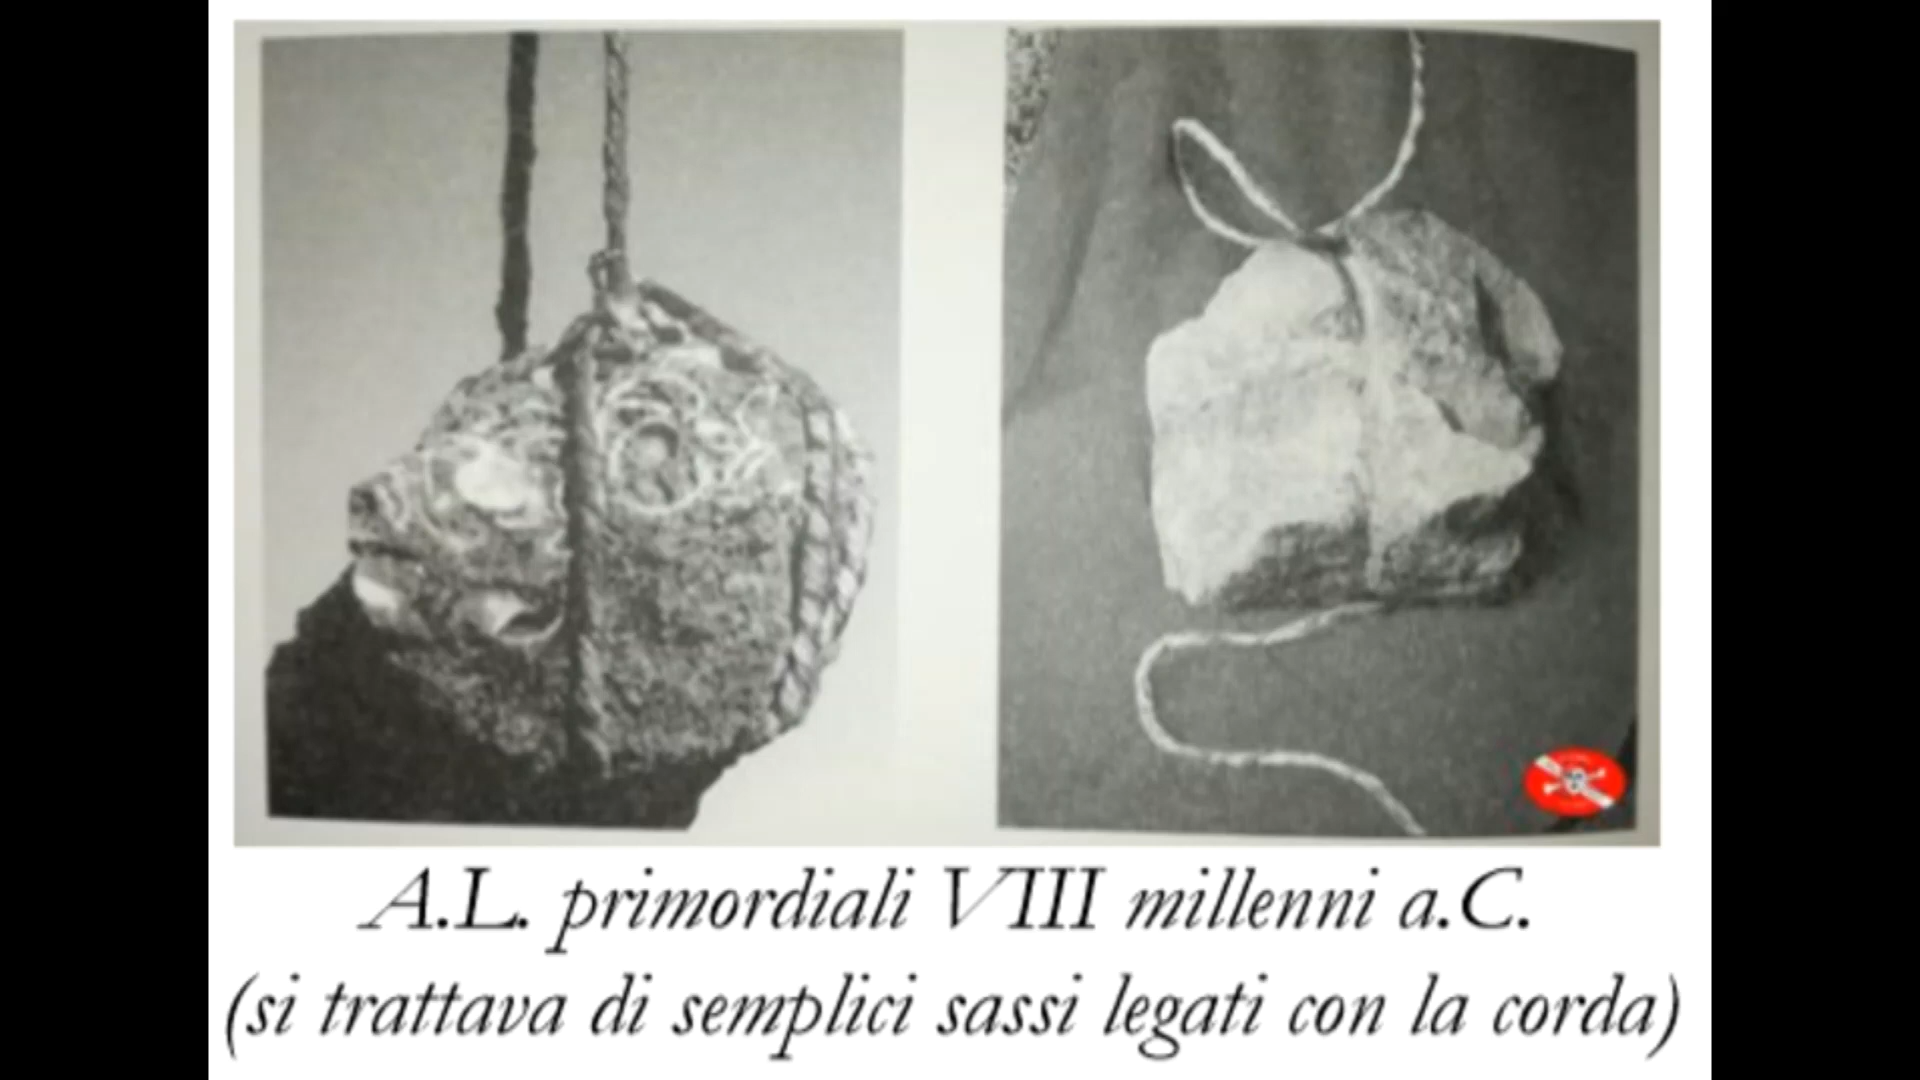 A.L. primordiali VIII millenni a.C.
(si trattava di semplici sassi legati con la corda)